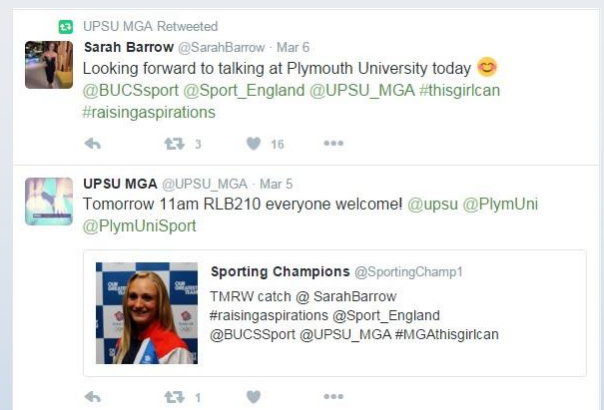 UPSU MGA Retweeted
Sarah Barrow @SarahBarrow · Mar 6
Looking forward to talking at Plymouth University today 😊
@BUCSsport @Sport_England @UPSU_MGA #thisgirlcan
#raisingaspirations
3 16
UPSU MGA @UPSU_MGA · Mar 5
Tomorrow 11am RLB210 everyone welcome! @upsu @PlymUni
@PlymUniSport
Sporting Champions @SportingChamp1
TMRW catch @ SarahBarrow
#raisingaspirations @Sport_England
@BUCSSport @UPSU_MGA #MGAthisgirlcan
1